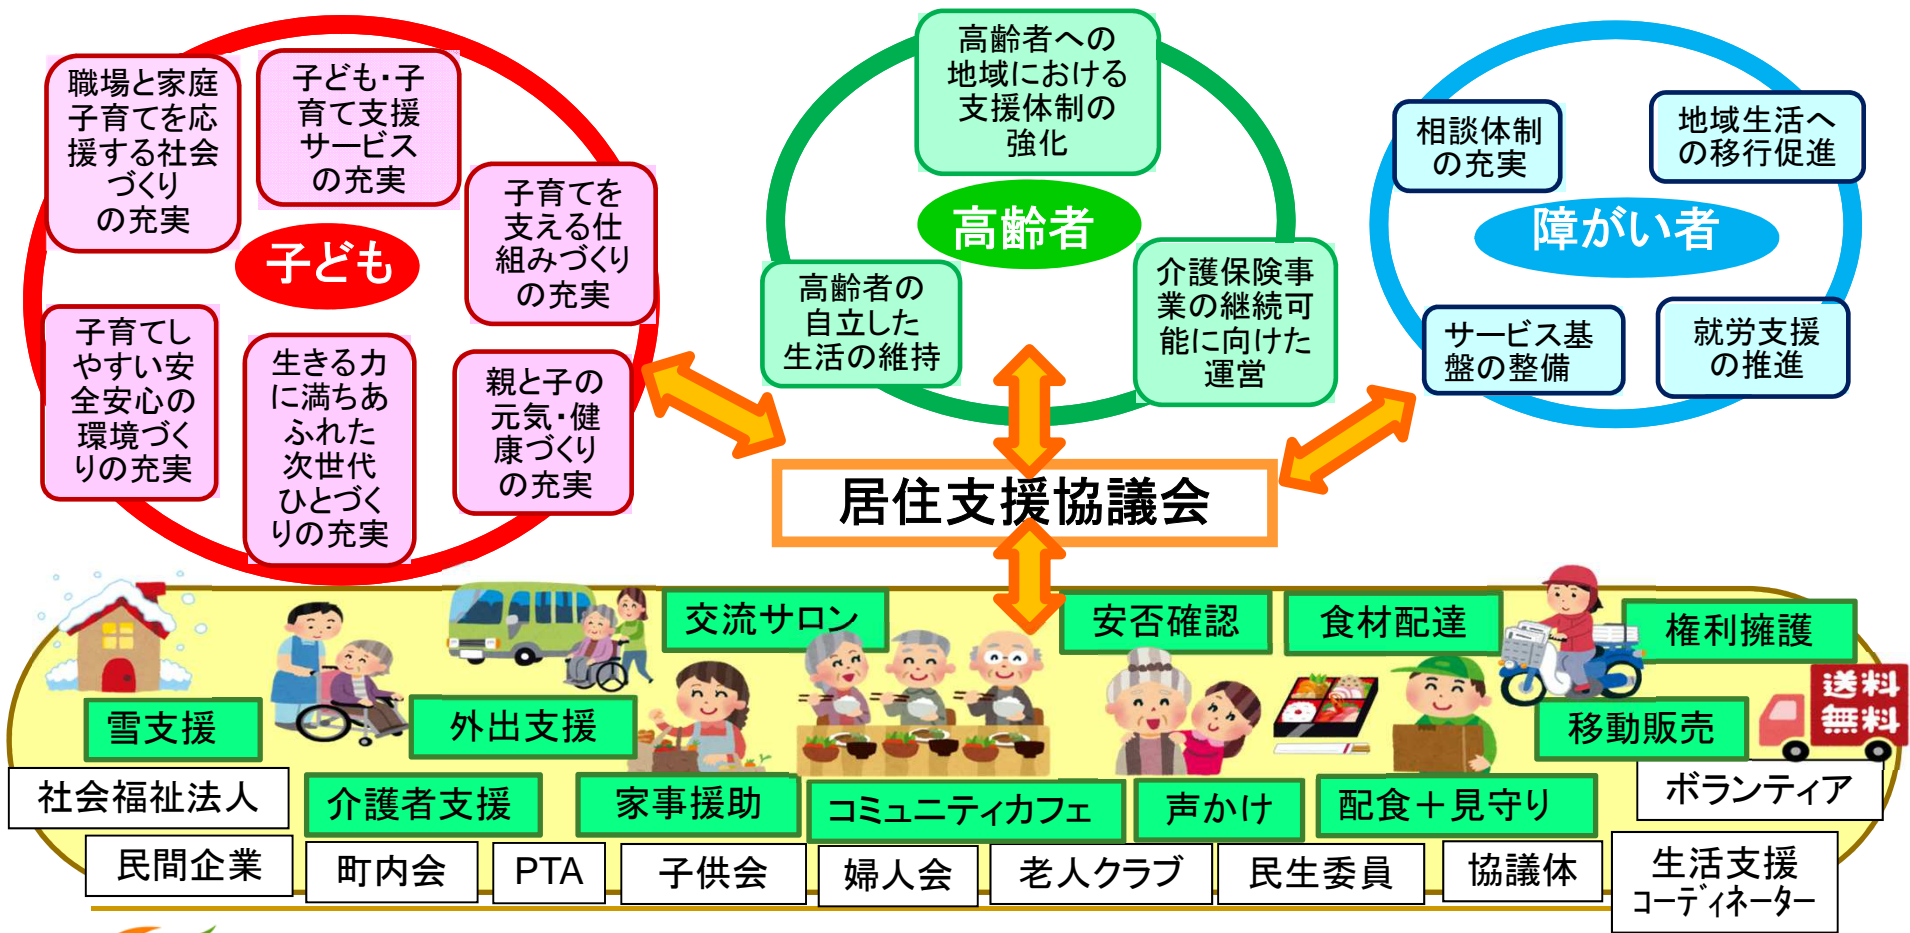 職場と家庭
子育てを応
援する社会
づくり
の充実
子ども・子
育て支援
サービス
の充実
子育てを
支える仕
組みづくり
の充実
子ども
子育てし
やすい安
全安心の
環境づく
りの充実
生きる力
に満ちあ
ふれた
次世代
ひとづく
りの充実
親と子の
元気・健
康づくり
の充実
高齢者への
地域における
支援体制の
強化
高齢者
高齢者の
自立した
生活の維持
介護保険事
業の継続可
能に向けた
運営
相談体制
の充実
地域生活へ
の移行促進
障がい者
サービス基
盤の整備
就労支援
の推進
居住支援協議会
交流サロン
安否確認
食材配達
権利擁護
雪支援
外出支援
移動販売
送料
無料
介護者支援
家事援助
コミュニティカフェ
声かけ
配食＋見守り
社会福祉法人
ボランティア
民間企業
町内会
PTA
子供会
婦人会
老人クラブ
民生委員
協議体
生活支援
コーディネーター